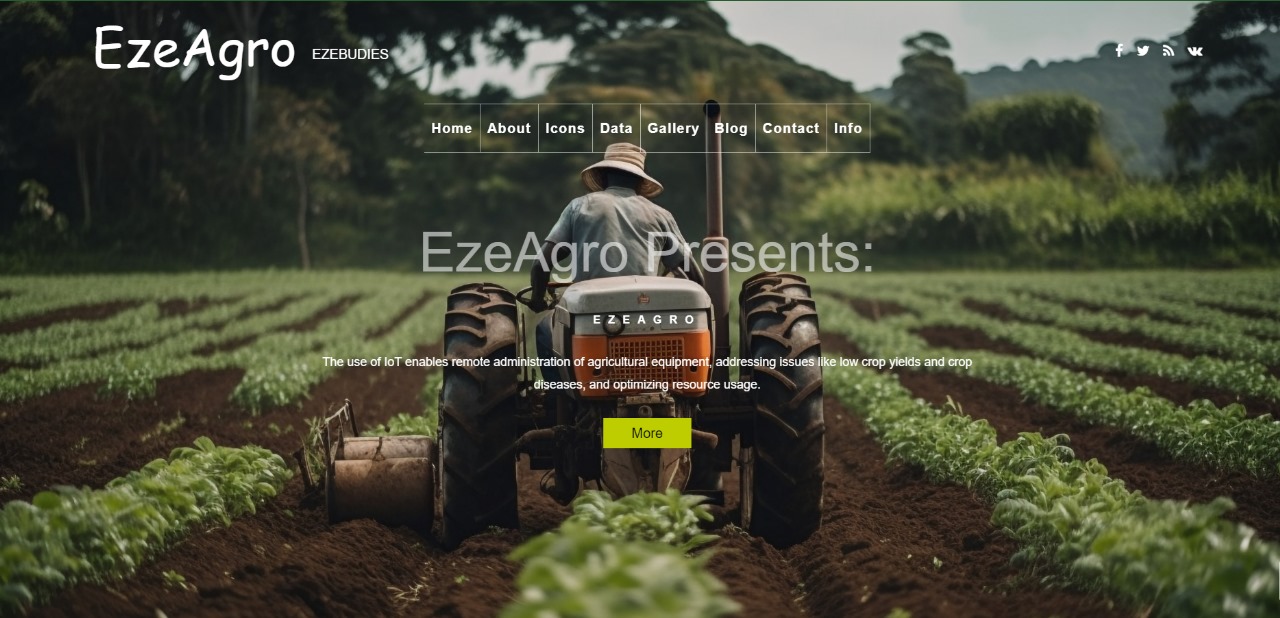 EzeAgro EZEBUDIES
Home About Icons Data Gallery Blog Contact Info
EzeAgro Presents:
EZEAGRO
The use of IoT enables remote administration of agricultural equipment, addressing issues like low crop yields and crop
diseases, and optimizing resource usage.
More